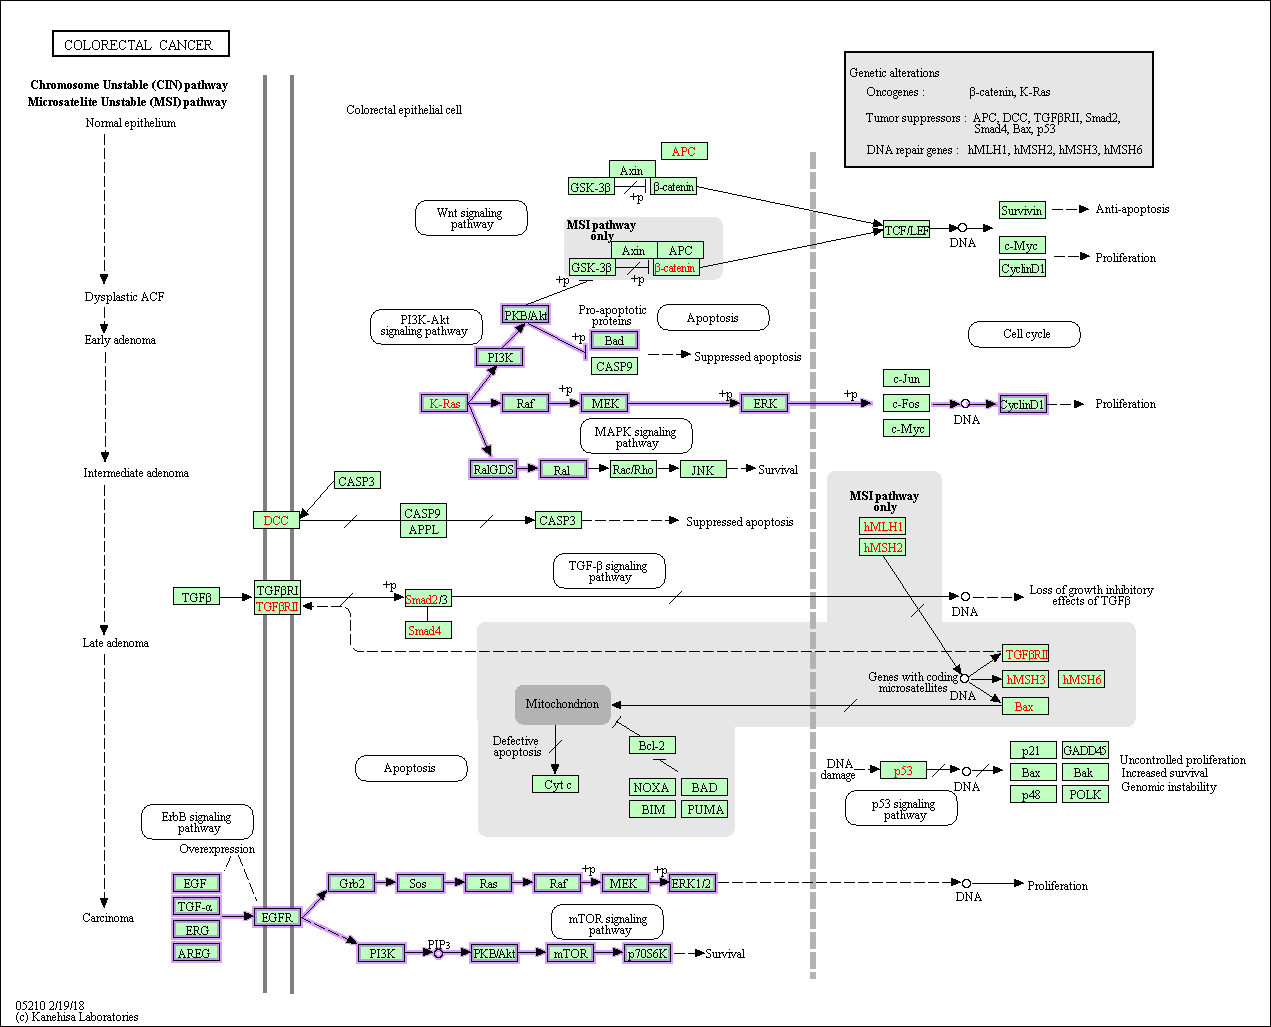 COLORECTAL CANCER
Chromosome Unstable (CIN) pathway
Microsatelite Unstable (MSI) pathway
Normal epithelium
Dysplastic ACF
Early adenoma
Intermediate adenoma
Late adenoma
Carcinoma
Colorectal epithelial cell
Genetic alterations
Oncogenes : β-catenin, K-Ras
Tumor suppressors : APC, DCC, TGFβRII, Smad2,
Smad4, Bax, p53
DNA repair genes : hMLH1, hMSH2, hMSH3, hMSH6
APC
Axin
GSK-3β
+p
β-catenin
Wnt signaling
pathway
MSI pathway
only
Axin
APC
GSK-3β
+p
β-catenin
TCF/LEF
DNA
Survivin
Anti-apoptosis
c-Myc
CyclinD1
Proliferation
+p
PKB/Akt
PI3K-Akt
signaling pathway
PI3K
Pro-apoptotic
proteins
+p
Bad
CASP9
Apoptosis
Suppressed apoptosis
Cell cycle
K-Ras
Raf
+p
MEK
+p
ERK
+p
c-Jun
c-Fos
c-Myc
DNA
CyclinD1
Proliferation
MAPK signaling
pathway
RalGDS
Ral
Rac/Rho
JNK
Survival
CASP3
DCC
CASP9
APPL
CASP3
Suppressed apoptosis
MSI pathway
only
hMLH1
hMSH2
TGF-β signaling
pathway
TGFβ
TGFβRI
TGFβRII
+p
Smad2/3
Smad4
DNA
Loss of growth inhibitory
effects of TGFβ
Genes with coding
microsatellites
DNA
TGFβRII
hMSH3
hMSH6
Bax
Mitochondrion
Defective
apoptosis
Cyt c
Bcl-2
NOXA
BAD
BIM
PUMA
Apoptosis
DNA
damage
p53
DNA
p53 signaling
pathway
p21
GADD45
Bax
Bak
p48
POLK
Uncontrolled proliferation
Increased survival
Genomic instability
ErbB signaling
pathway
Overexpression
EGF
TGF-α
ERG
AREG
EGFR
Grb2
Sos
Ras
Raf
+p
MEK
+p
ERK1/2
DNA
Proliferation
mTOR signaling
pathway
PI3K
PIP3
PKB/Akt
mTOR
p70S6K
Survival
05210 2/19/18
(c) Kanehisa Laboratories